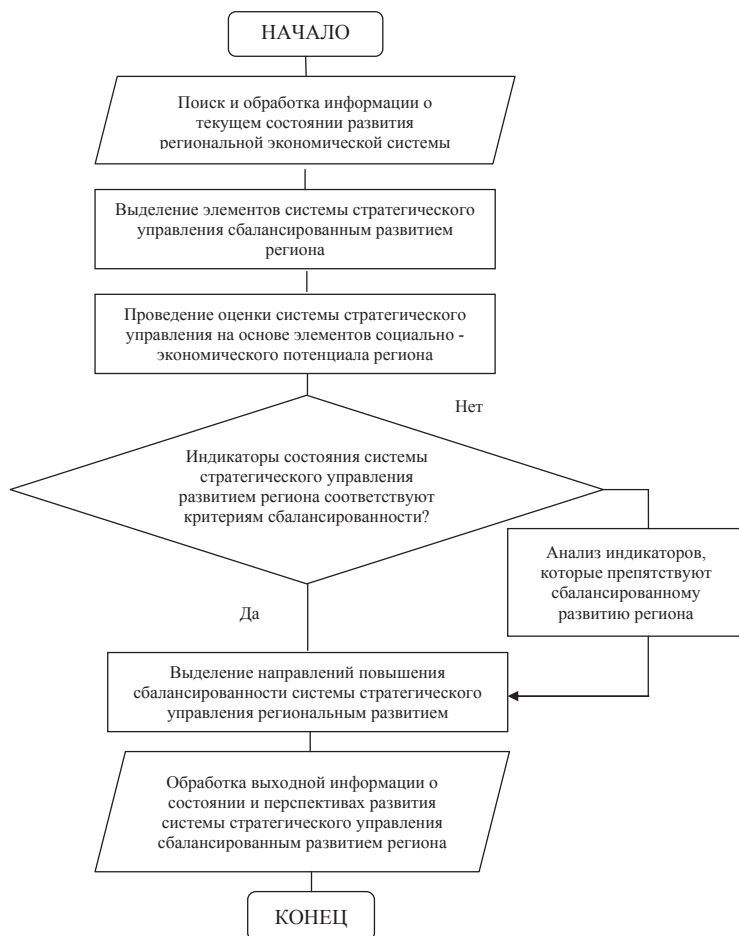 НАЧАЛО
Поиск и обработка информации о
текущем состоянии развития
региональной экономической системы
Выделение элементов системы стратегического
управления сбалансированным развитием
региона
Проведение оценки системы стратегического
управления на основе элементов социально -
экономического потенциала региона
Нет
Индикаторы состояния системы
стратегического управления
развитием региона соответствуют
критериям сбалансированности?
Анализ индикаторов,
которые препятствуют
сбалансированному
развитию региона
Да
Выделение направлений повышения
сбалансированности системы стратегического
управления региональным развитием
Обработка выходной информации о
состоянии и перспективах развития
системы стратегического управления
сбалансированным развитием региона
КОНЕЦ